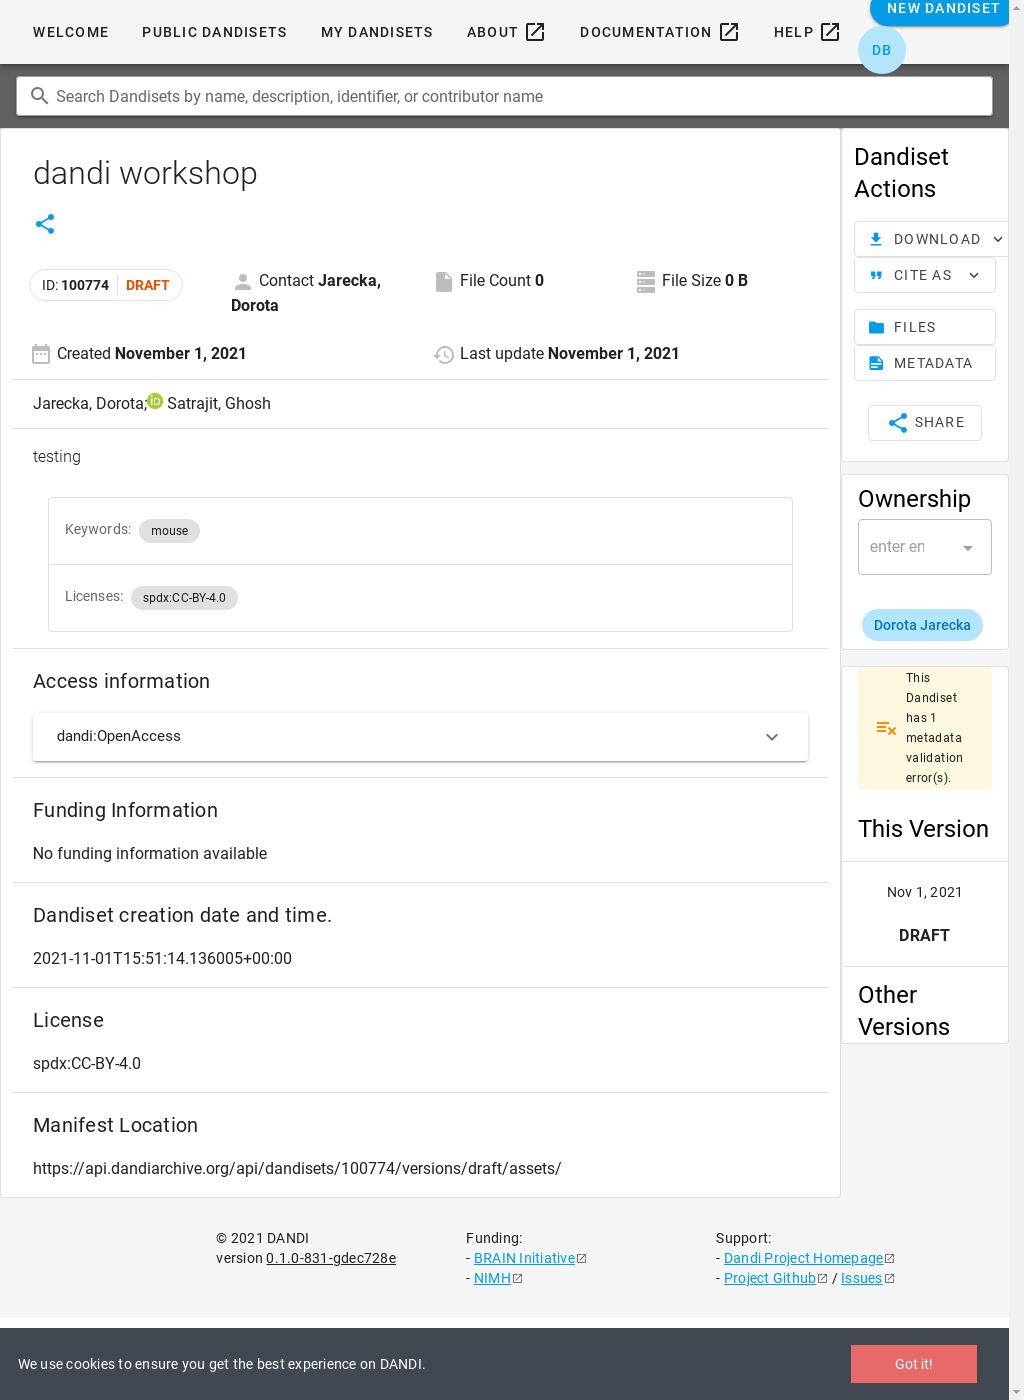 WELCOME PUBLIC DANDISETS MY DANDISETS ABOUT DOCUMENTATION HELP NEW DANDISET
DB
Search Dandisets by name, description, identifier, or contributor name
dandi workshop
ID: 100774 DRAFT
Contact Jarecka, Dorota
File Count 0
File Size 0 B
Created November 1, 2021
Last update November 1, 2021
Jarecka, Dorota; iD Satrajit, Ghosh
testing
Keywords: mouse
Licenses: spdx:CC-BY-4.0
Access information
dandi:OpenAccess
Funding Information
No funding information available
Dandiset creation date and time.
2021-11-01T15:51:14.136005+00:00
License
spdx:CC-BY-4.0
Manifest Location
https://api.dandiarchive.org/api/dandisets/100774/versions/draft/assets/
Dandiset
Actions
DOWNLOAD
CITE AS
FILES
METADATA
SHARE
Ownership
enter en
Dorota Jarecka
This
Dandiset
has 1
metadata
validation
error(s).
This Version
Nov 1, 2021
DRAFT
Other
Versions
© 2021 DANDI
version 0.1.0-831-gdec728e
Funding:
- BRAIN Initiative
- NIMH
Support:
- Dandi Project Homepage
- Project Github / Issues
We use cookies to ensure you get the best experience on DANDI.
Got it!